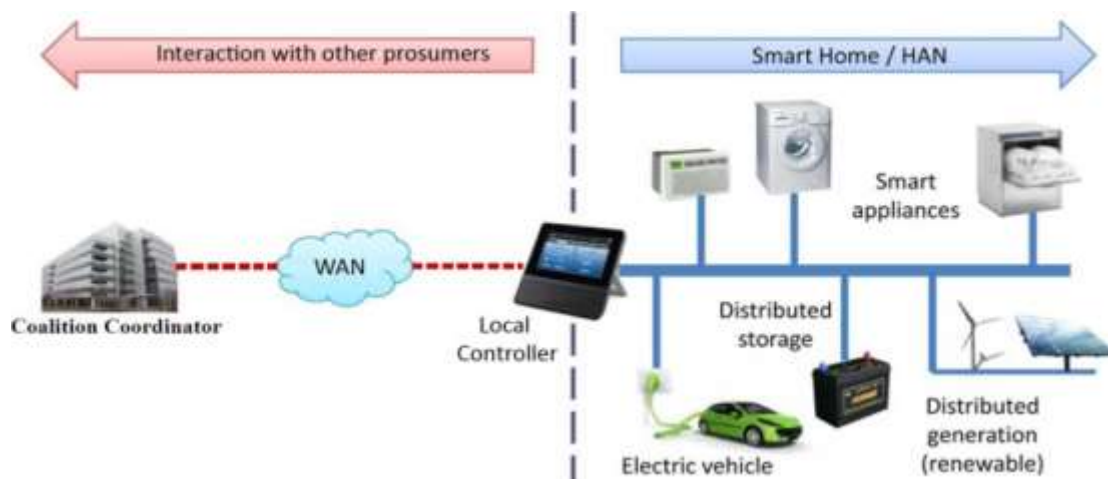 Interaction with other prosumers
Smart Home / HAN
Smart
appliances
WAN
Coalition Coordinator
Local
Controller
Distributed
storage
Electric vehicle
Distributed
generation
(renewable)